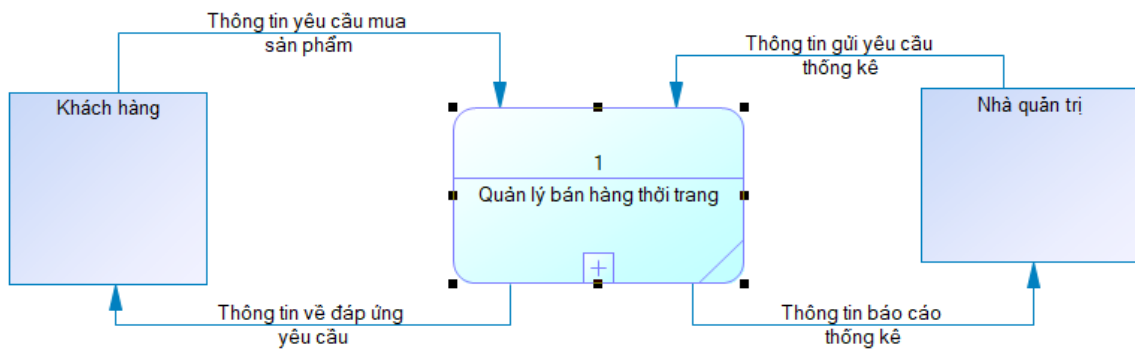 Thông tin yêu cầu mua
sản phẩm
Thông tin gửi yêu cầu
thống kê
Khách hàng
Nhà quản trị
1
Quản lý bán hàng thời trang
Thông tin về đáp ứng
yêu cầu
Thông tin báo cáo
thống kê